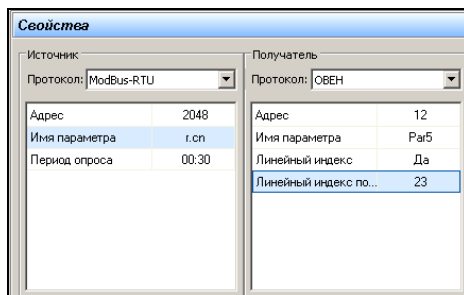 Свойства
Источник
Протокол: ModBus-RTU
Адрес 2048
Имя параметра r.cn
Период опроса 00:30
Получатель
Протокол: ОВЕН
Адрес 12
Имя параметра Par5
Линейный индекс Да
Линейный индекс по... 23